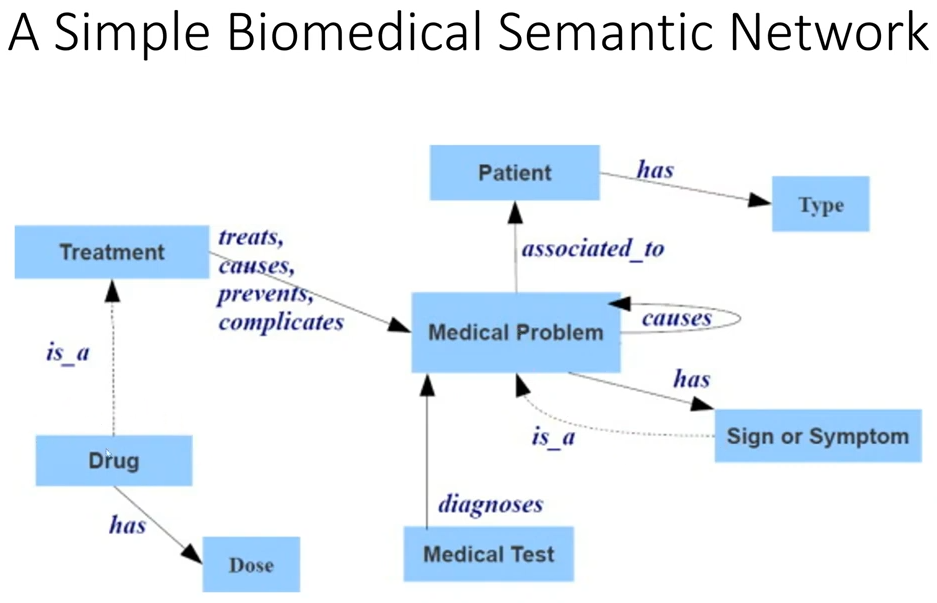 A Simple Biomedical Semantic Network
Patient
has
Type
Treatment
treats,
causes,
prevents,
complicates
associated_to
Medical Problem
causes
is_a
has
Sign or Symptom
is_a
Drug
diagnoses
has
Medical Test
Dose